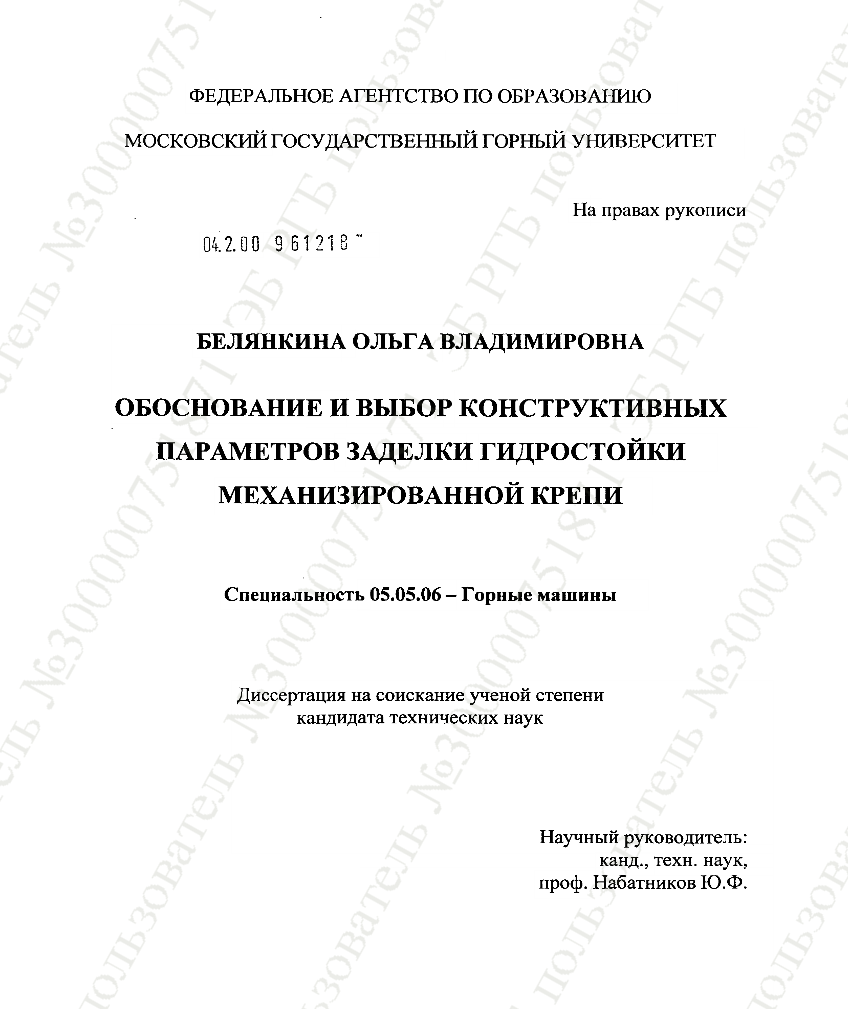 ФЕДЕРАЛЬНОЕ АГЕНТСТВО ПО ОБРАЗОВАНИЮ
МОСКОВСКИЙ ГОСУДАРСТВЕННЫЙ ГОРНЫЙ УНИВЕРСИТЕТ
На правах рукописи
04.2.00 961218
БЕЛЯНКИНА ОЛЬГА ВЛАДИМИРОВНА
ОБОСНОВАНИЕ И ВЫБОР КОНСТРУКТИВНЫХ
ПАРАМЕТРОВ ЗАДЕЛКИ ГИДРОСТОЙКИ
МЕХАНИЗИРОВАННОЙ КРЕПИ
Специальность 05.05.06 – Горные машины
Диссертация на соискание ученой степени
кандидата технических наук
Научный руководитель:
канд., техн. наук,
проф. Набатников Ю.Ф.